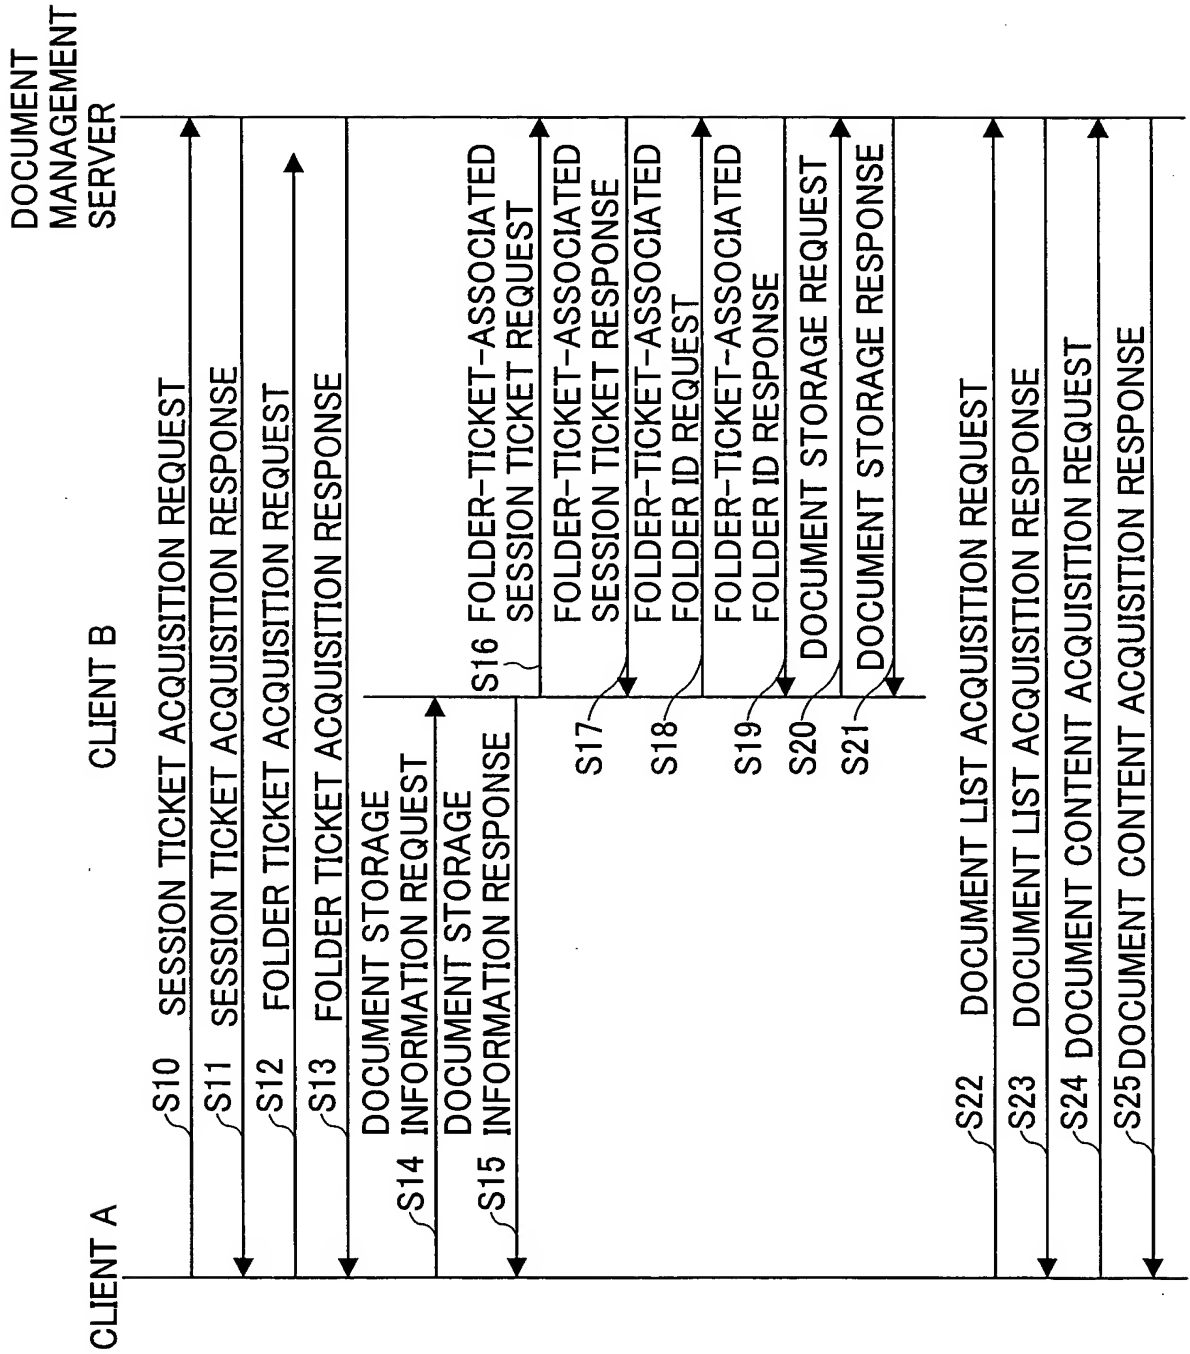 CLIENT A
CLIENT B
DOCUMENT
MANAGEMENT
SERVER
S10
SESSION TICKET ACQUISITION REQUEST
S11
SESSION TICKET ACQUISITION RESPONSE
S12
FOLDER TICKET ACQUISITION REQUEST
S13
FOLDER TICKET ACQUISITION RESPONSE
DOCUMENT STORAGE
S14 INFORMATION REQUEST
DOCUMENT STORAGE
S15 INFORMATION RESPONSE
S16 FOLDER-TICKET-ASSOCIATED
SESSION TICKET REQUEST
FOLDER-TICKET-ASSOCIATED
S17 SESSION TICKET RESPONSE
FOLDER-TICKET-ASSOCIATED
S18 FOLDER ID REQUEST
FOLDER-TICKET-ASSOCIATED
S19 FOLDER ID RESPONSE
S20 DOCUMENT STORAGE REQUEST
S21 DOCUMENT STORAGE RESPONSE
S22
DOCUMENT LIST ACQUISITION REQUEST
S23
DOCUMENT LIST ACQUISITION RESPONSE
S24 DOCUMENT CONTENT ACQUISITION REQUEST
S25 DOCUMENT CONTENT ACQUISITION RESPONSE